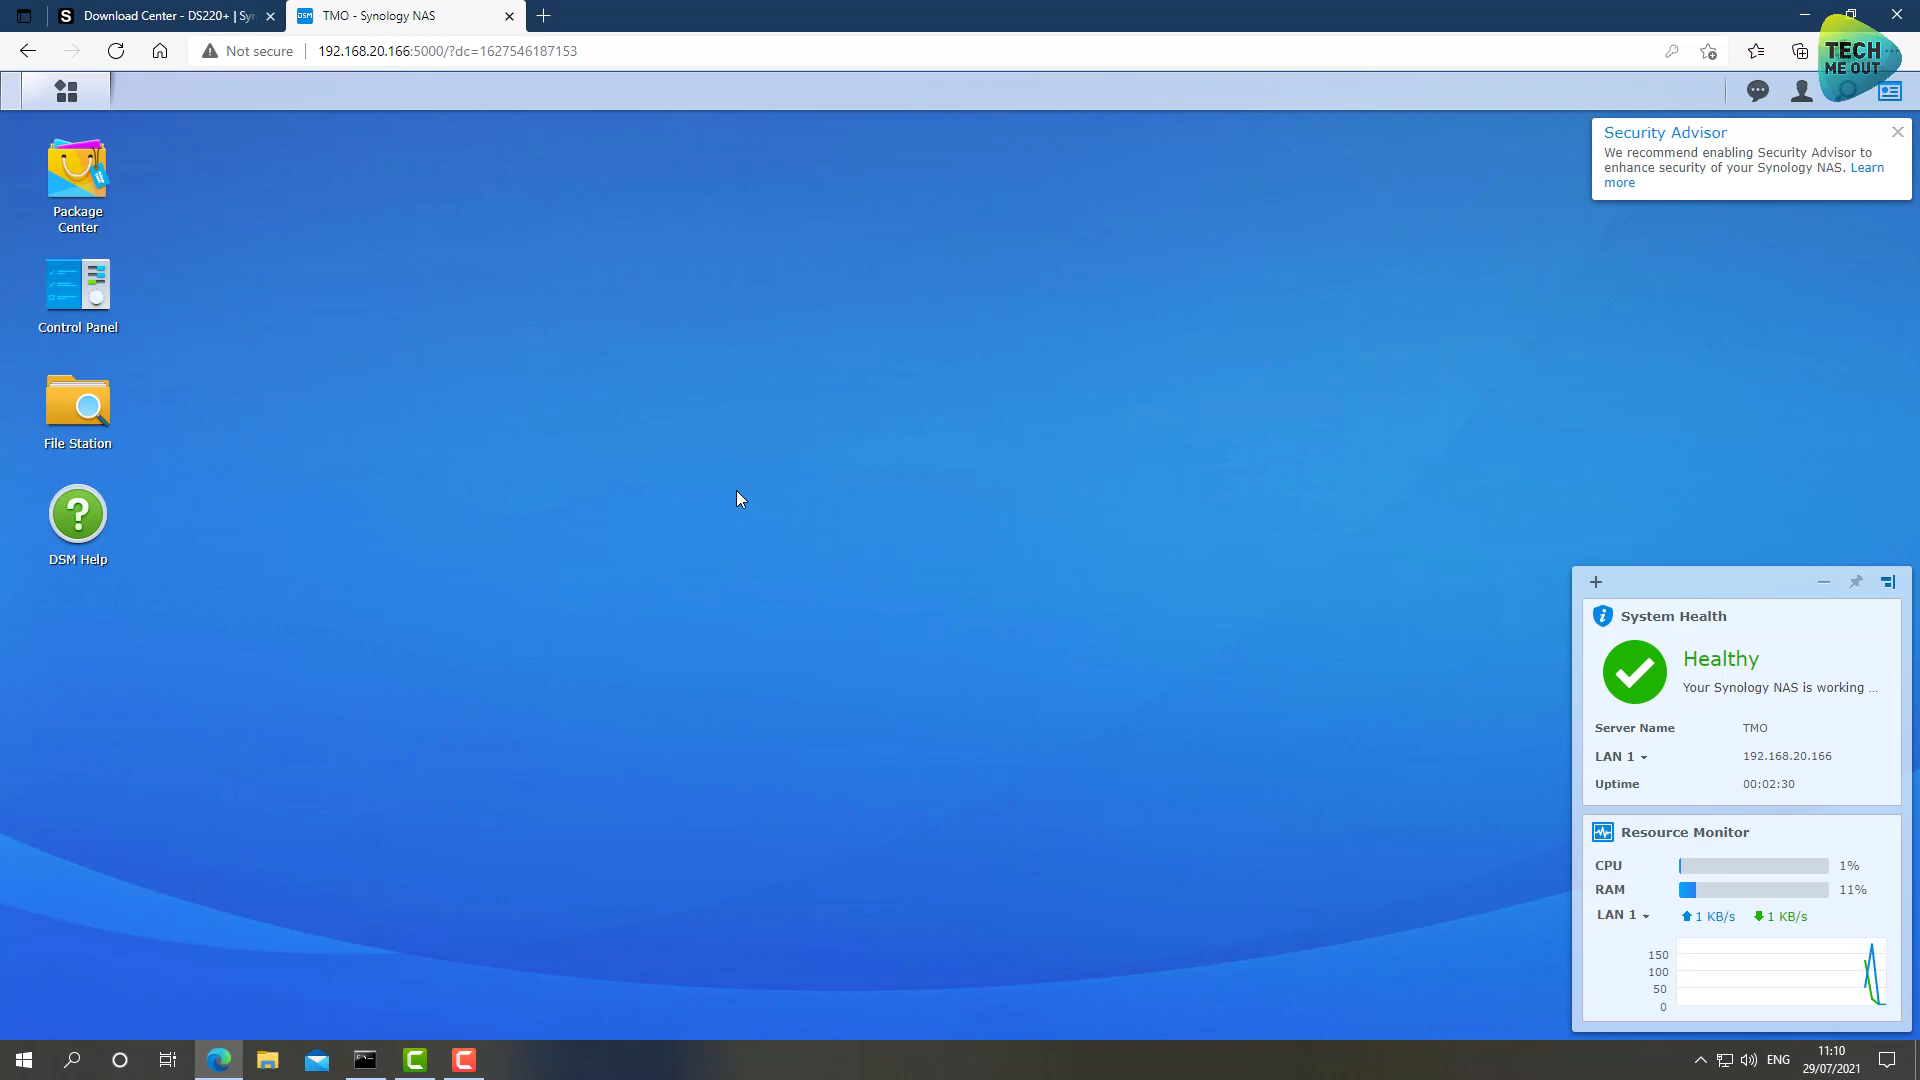 Download Center - DS220+ | Syn
TMO - Synology NAS
Not secure
192.168.20.166:5000/?dc=1627546187153
TECH
ME OUT
Package
Center
Control Panel
File Station
DSM Help
Security Advisor
We recommend enabling Security Advisor to
enhance security of your Synology NAS. Learn
more
System Health
Healthy
Your Synology NAS is working ...
Server Name TMO
LAN 1 192.168.20.166
Uptime 00:02:30
Resource Monitor
CPU 1%
RAM 11%
LAN 1 1 KB/s 1 KB/s
150
100
50
0
ENG
11:10
29/07/2021